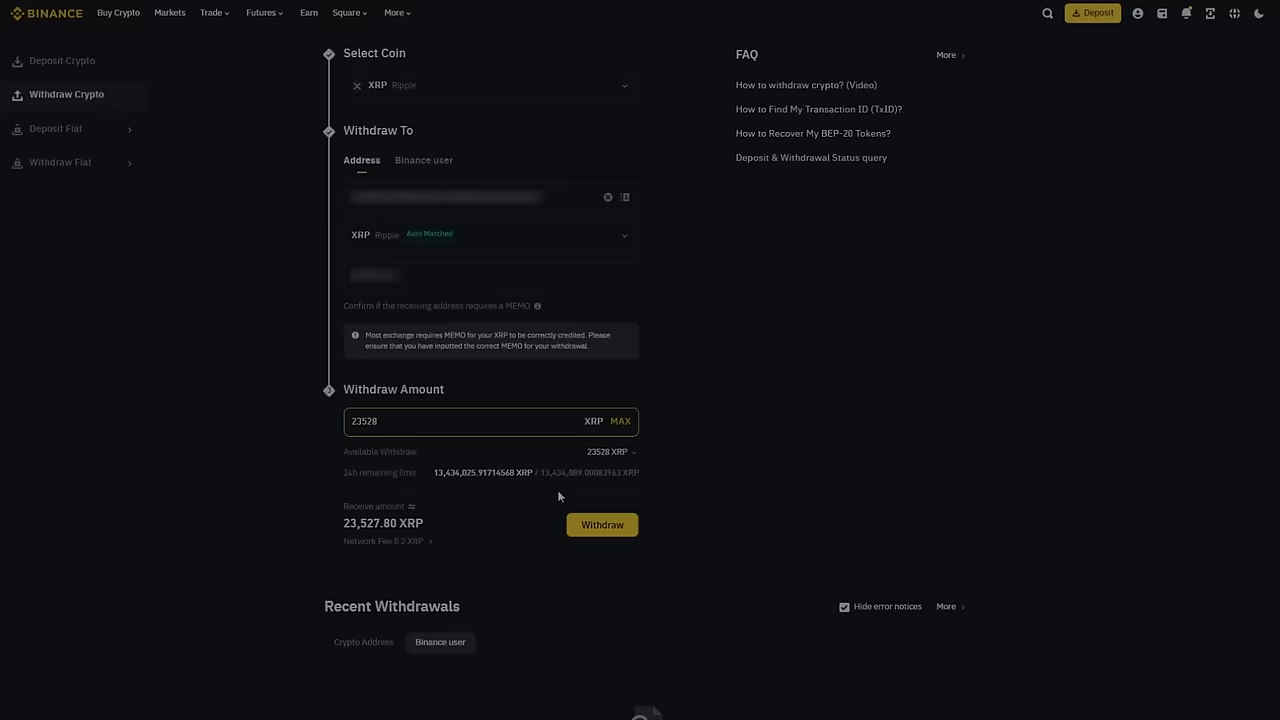 BINANCE
Buy Crypto
Markets
Trade
Futures
Earn
Square
More
Deposit
Deposit Crypto
Withdraw Crypto
Deposit Fiat
Withdraw Fiat
Select Coin
XRP Ripple
Withdraw To
Address
Binance user
XRP Ripple Auto Matched
Confirm if the receiving address requires a MEMO
Most exchange requires MEMO for your XRP to be correctly credited. Please
ensure that you have inputted the correct MEMO for your withdrawal.
3 Withdraw Amount
23528 XRP MAX
Available Withdraw 23528 XRP
24h remaining limit 13,434,025.91714568 XRP / 13,434,089.00083963 XRP
Receive amount
23,527.80 XRP
Network Fee 0.2 XRP
Withdraw
FAQ
More
How to withdraw crypto? (Video)
How to Find My Transaction ID (TxID)?
How to Recover My BEP-20 Tokens?
Deposit & Withdrawal Status query
Recent Withdrawals
Hide error notices
More
Crypto Address
Binance user